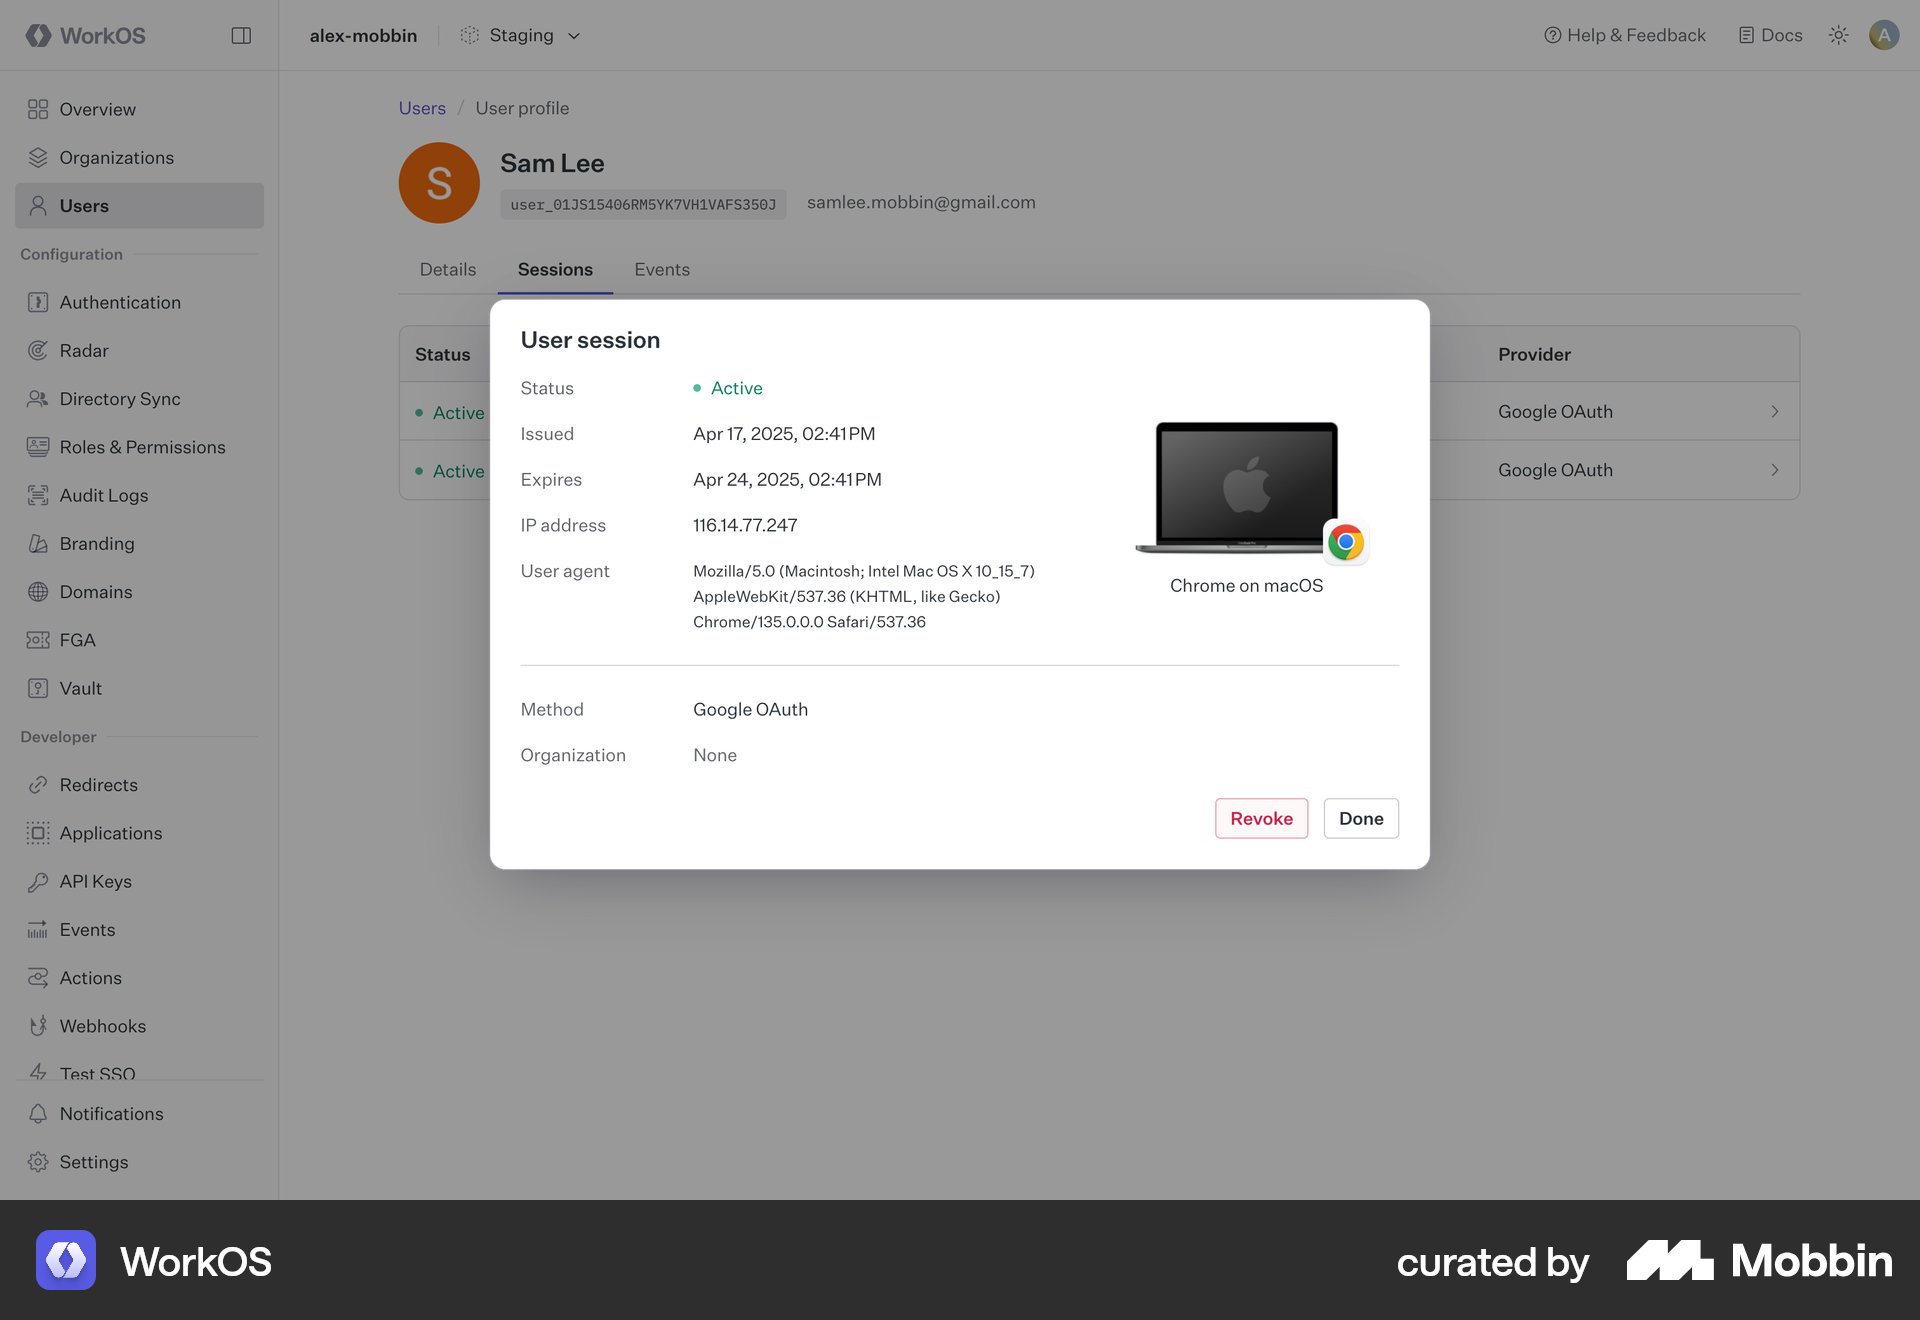 WorkOS
alex-mobbin
Staging
Help & Feedback
Docs
A
Overview
Organizations
Users
Configuration
Authentication
Radar
Directory Sync
Roles & Permissions
Audit Logs
Branding
Domains
FGA
Vault
Developer
Redirects
Applications
API Keys
Events
Actions
Webhooks
Test SSO
Notifications
Settings
Users / User profile
S
Sam Lee
user_01JS15406RM5YK7VH1VAFS350J
samlee.mobbin@gmail.com
Details
Sessions
Events
Status
Provider
Active
Google OAuth
Active
Google OAuth
User session
Status
Active
Issued
Apr 17, 2025, 02:41 PM
Expires
Apr 24, 2025, 02:41 PM
IP address
116.14.77.247
User agent
Mozilla/5.0 (Macintosh; Intel Mac OS X 10_15_7)
AppleWebKit/537.36 (KHTML, like Gecko)
Chrome/135.0.0.0 Safari/537.36
Chrome on macOS
Method
Google OAuth
Organization
None
Revoke
Done
WorkOS
curated by
Mobbin